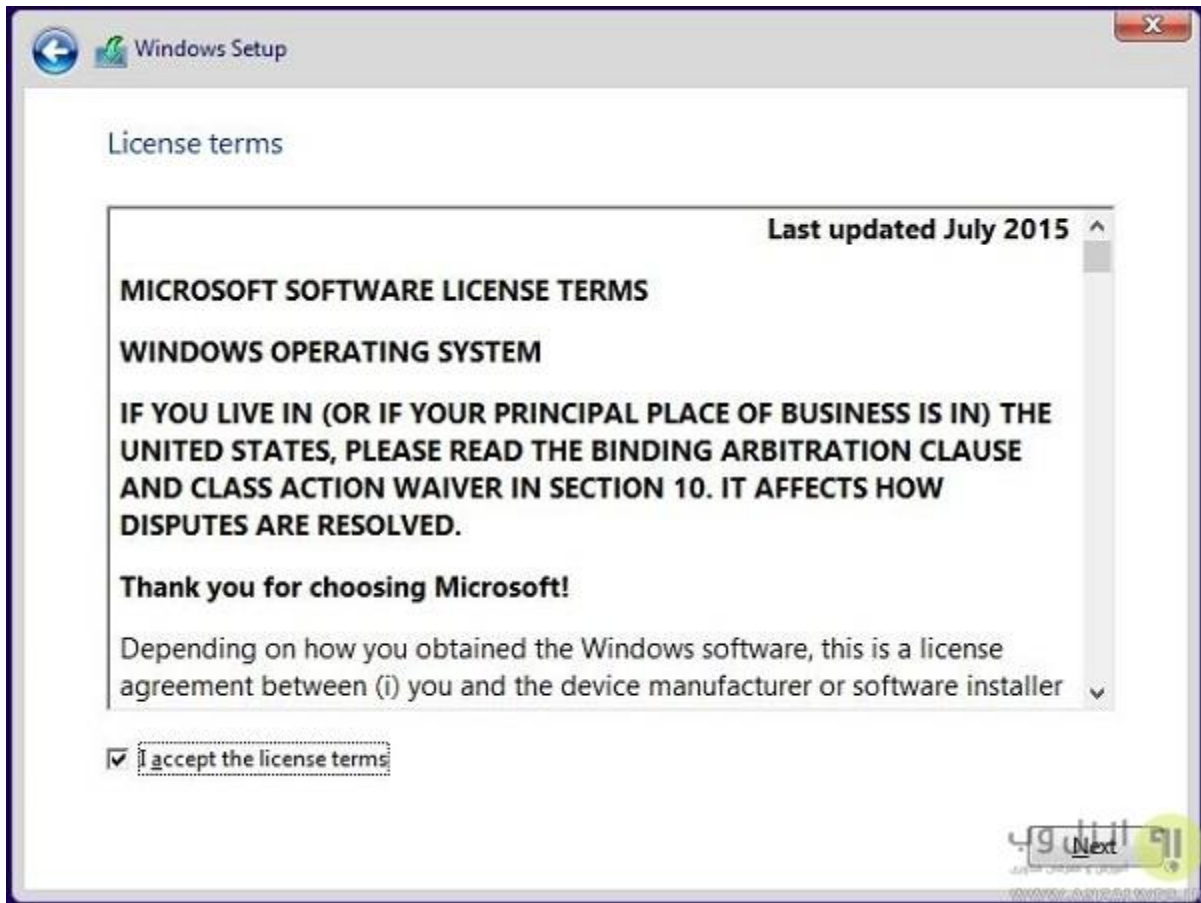 x
Windows Setup
License terms
Last updated July 2015
MICROSOFT SOFTWARE LICENSE TERMS
WINDOWS OPERATING SYSTEM
IF YOU LIVE IN (OR IF YOUR PRINCIPAL PLACE OF BUSINESS IS IN) THE
UNITED STATES, PLEASE READ THE BINDING ARBITRATION CLAUSE
AND CLASS ACTION WAIVER IN SECTION 10. IT AFFECTS HOW
DISPUTES ARE RESOLVED.
Thank you for choosing Microsoft!
Depending on how you obtained the Windows software, this is a license
agreement between (i) you and the device manufacturer or software installer
I accept the license terms
Next